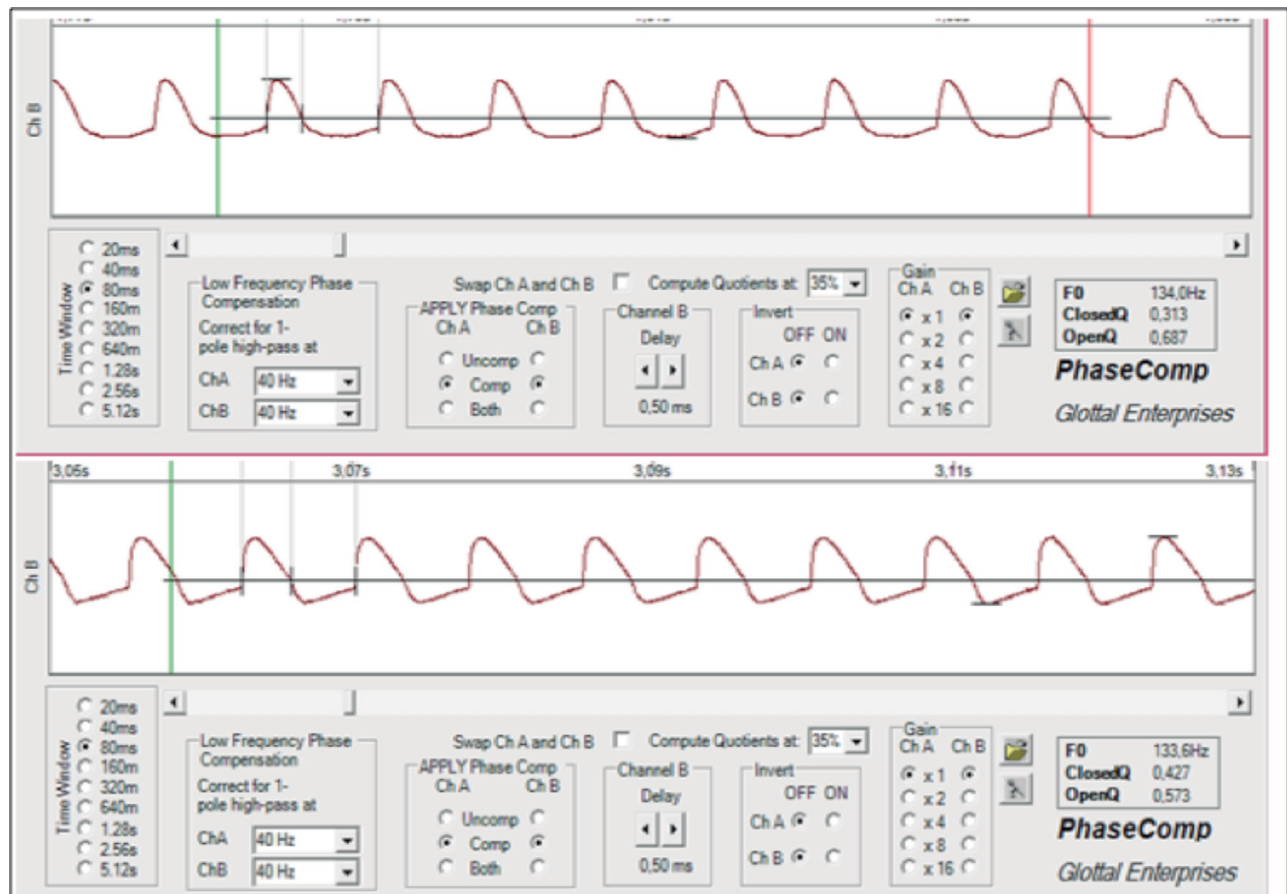 Ch B
Time Window
20ms
40ms
80ms
160m
320m
640m
1.28s
2.56s
5.12s
Low Frequency Phase
Compensation
Correct for 1-
pole high-pass at
ChA 40 Hz
ChB 40 Hz
Swap Ch A and Ch B Compute Quotients at: 35%
APPLY Phase Comp
Ch A Ch B
Uncomp
Comp
Both
Channel B
Delay
0,50 ms
Invert
OFF ON
Ch A
Ch B
Gain
Ch A Ch B
x 1
x 2
x 4
x 8
x 16
F0 134,0Hz
ClosedQ 0,313
OpenQ 0,687
PhaseComp
Glottal Enterprises
3,05s 3,07s 3,09s 3,11s 3,13s
Ch B
Time Window
20ms
40ms
80ms
160m
320m
640m
1.28s
2.56s
5.12s
Low Frequency Phase
Compensation
Correct for 1-
pole high-pass at
ChA 40 Hz
ChB 40 Hz
Swap Ch A and Ch B Compute Quotients at: 35%
APPLY Phase Comp
Ch A Ch B
Uncomp
Comp
Both
Channel B
Delay
0,50 ms
Invert
OFF ON
Ch A
Ch B
Gain
Ch A Ch B
x 1
x 2
x 4
x 8
x 16
F0 133,6Hz
ClosedQ 0,427
OpenQ 0,573
PhaseComp
Glottal Enterprises